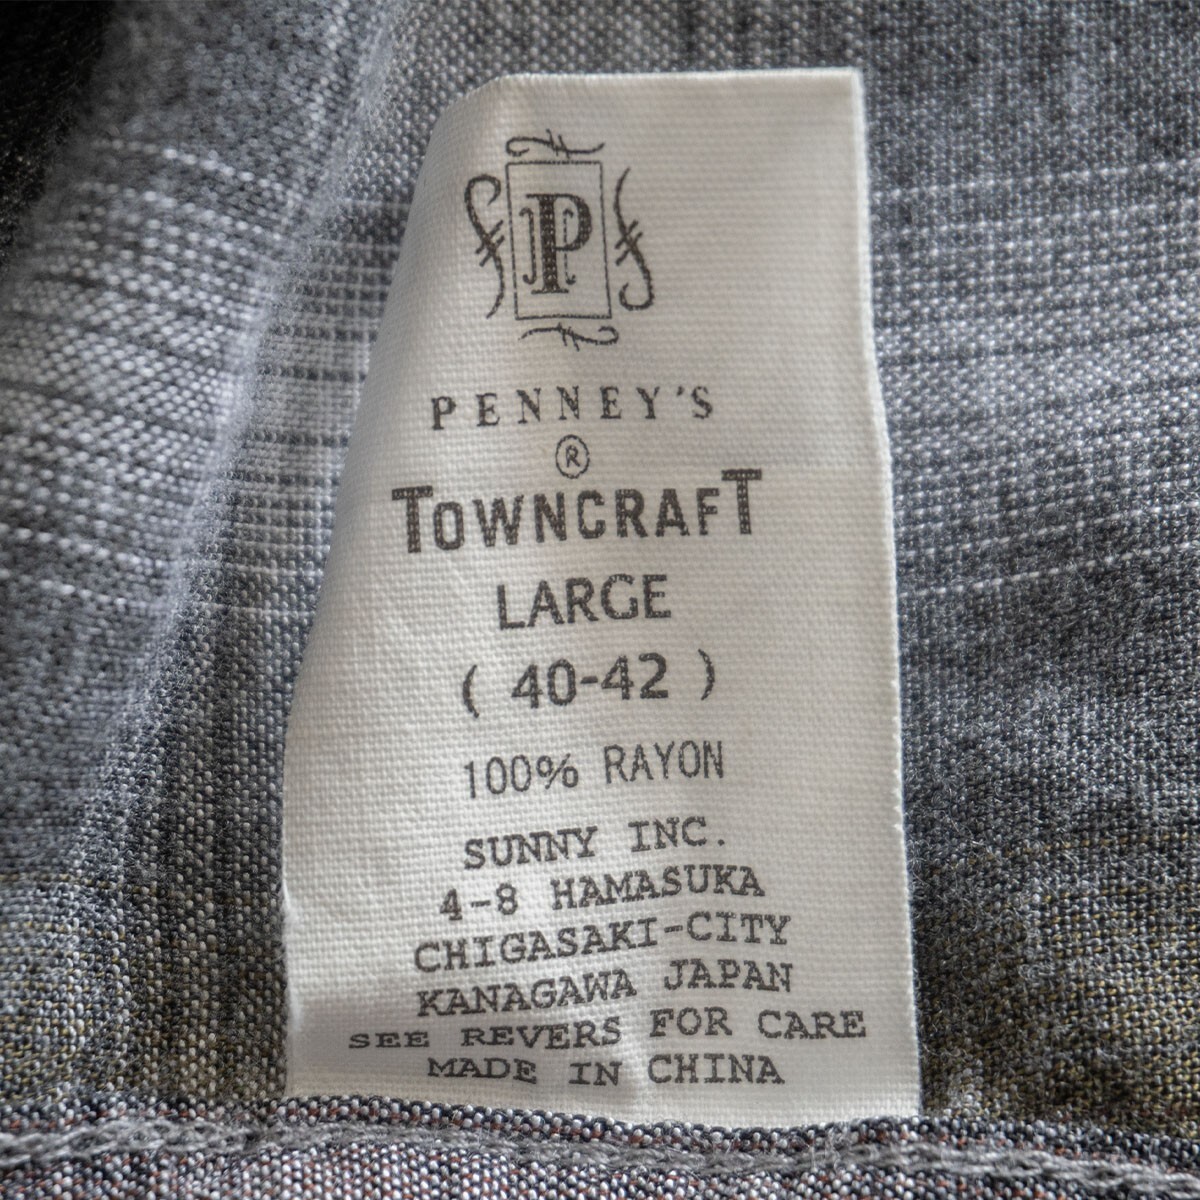 P
PENNEY'S
®
TOWNCRAFT
LARGE
( 40-42 )
100% RAYON
SUNNY INC.
4-8 HAMASUKA
CHIGASAKI-CITY
KANAGAWA JAPAN
SEE REVERS FOR CARE
MADE IN CHINA